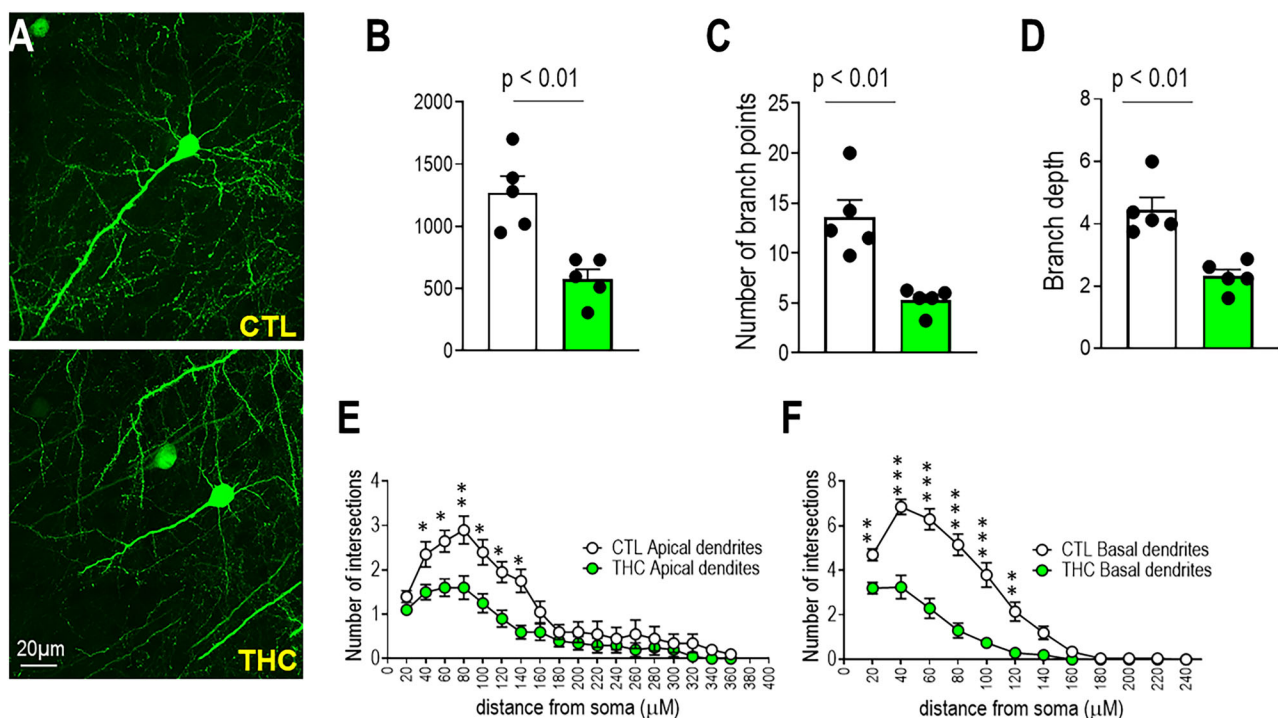 A
CTL
20µm
THC
B
p < 0.01
2000
1500
1000
500
0
C
p < 0.01
Number of branch points
25
20
15
10
5
0
D
p < 0.01
Branch depth
8
6
4
2
0
E
Number of intersections
4
3
2
1
0
* * ** * * *
CTL Apical dendrites
THC Apical dendites
20 40 60 80 100 120 140 160 180 200 220 240 260 280 300 320 340 360 380 400
distance from soma (µM)
F
Number of intersections
8
6
4
2
0
** *** *** *** *** **
CTL Basal dendrites
THC Basal dendrites
20 40 60 80 100 120 140 160 180 2000 2200 240
distance from soma (µM)